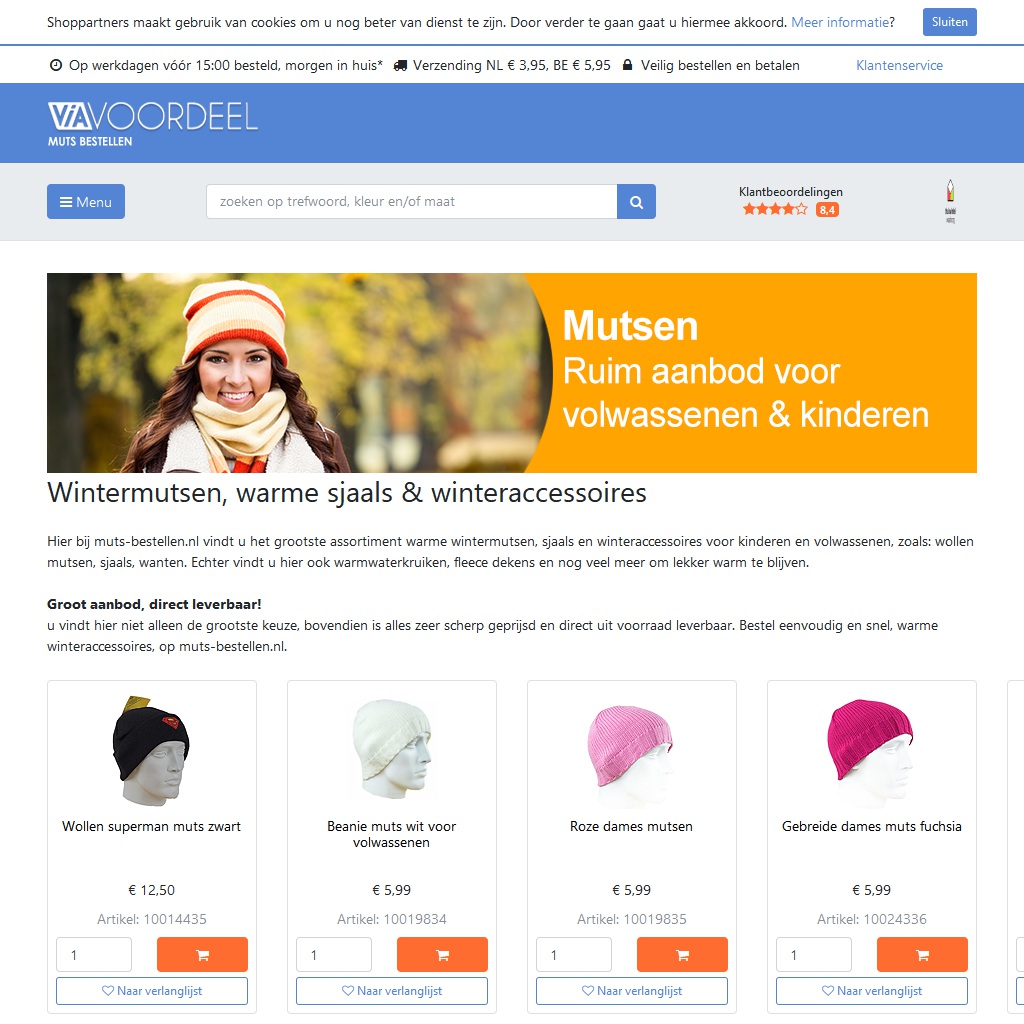 Shoppartners maakt gebruik van cookies om u nog beter van dienst te zijn. Door verder te gaan gaat u hiermee akkoord. Meer informatie?
Sluiten
Op werkdagen vóór 15:00 besteld, morgen in huis* Verzending NL € 3,95, BE € 5,95 Veilig bestellen en betalen Klantenservice
VIAVOORDEEL
MUTS BESTELLEN
Menu
zoeken op trefwoord, kleur en/of maat
Klantbeoordelingen
8,4
Mutsen
Ruim aanbod voor
volwassenen & kinderen
Wintermutsen, warme sjaals & winteraccessoires
Hier bij muts-bestellen.nl vindt u het grootste assortiment warme wintermutsen, sjaals en winteraccessoires voor kinderen en volwassenen, zoals: wollen
mutsen, sjaals, wanten. Echter vindt u hier ook warmwaterkruiken, fleece dekens en nog veel meer om lekker warm te blijven.
Groot aanbod, direct leverbaar!
u vindt hier niet alleen de grootste keuze, bovendien is alles zeer scherp geprijsd en direct uit voorraad leverbaar. Bestel eenvoudig en snel, warme
winteraccessoires, op muts-bestellen.nl.
Wollen superman muts zwart
€ 12,50
Artikel: 10014435
1
Naar verlanglijst
Beanie muts wit voor
volwassenen
€ 5,99
Artikel: 10019834
1
Naar verlanglijst
Roze dames mutsen
€ 5,99
Artikel: 10019835
1
Naar verlanglijst
Gebreide dames muts fuchsia
€ 5,99
Artikel: 10024336
1
Naar verlanglijst